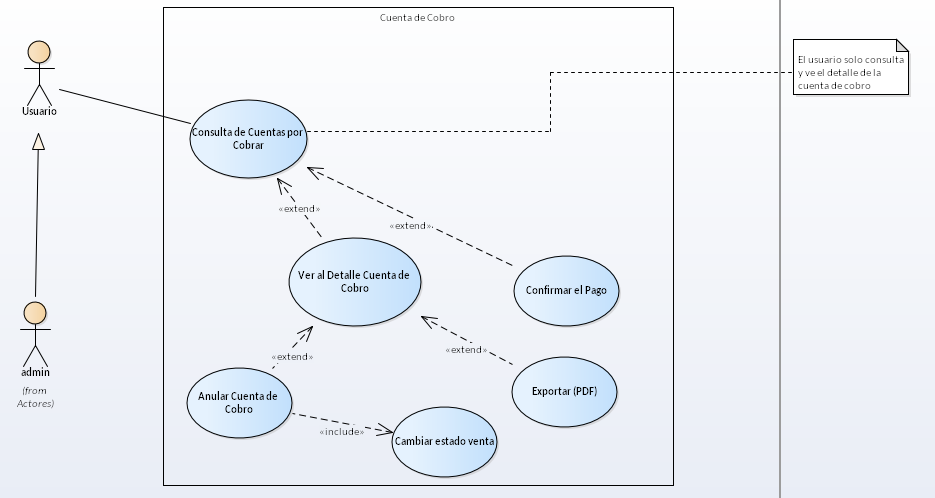 Cuenta de Cobro
El usuario solo consulta
y ve el detalle de la
cuenta de cobro
Usuario
Consulta de Cuentas por
Cobrar
«extend»
«extend»
Ver al Detalle Cuenta de
Cobro
Confirmar el Pago
«extend»
«extend»
admin
(from
Actores)
Anular Cuenta de
Cobro
Exportar (PDF)
«include»
Cambiar estado venta